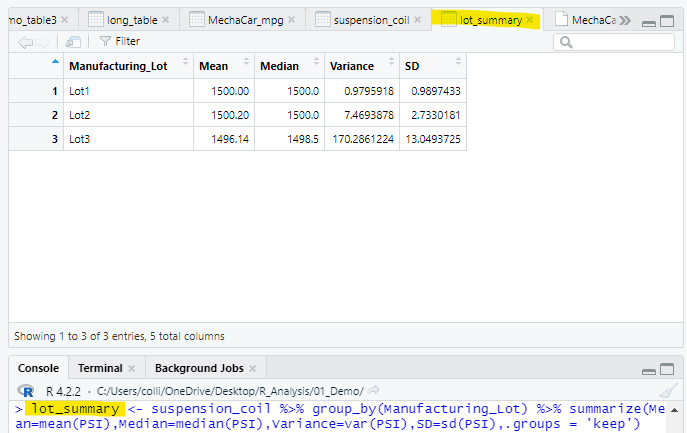 mo_table3 long_table MechaCar_mpg suspension_coil lot_summary MechaCa
Filter
Manufacturing_Lot Mean Median Variance SD
1 Lot1 1500.00 1500.0 0.9795918 0.9897433
2 Lot2 1500.20 1500.0 7.4693878 2.7330181
3 Lot3 1496.14 1498.5 170.2861224 13.0493725
Showing 1 to 3 of 3 entries, 5 total columns
Console Terminal Background Jobs
R R 4.2.2 · C:/Users/colli/OneDrive/Desktop/R_Analysis/01_Demo/
> lot_summary <- suspension_coil %>% group_by(Manufacturing_Lot) %>% summarize(Me
an=mean(PSI),Median=median(PSI),Variance=var(PSI),SD=sd(PSI),.groups = 'keep')